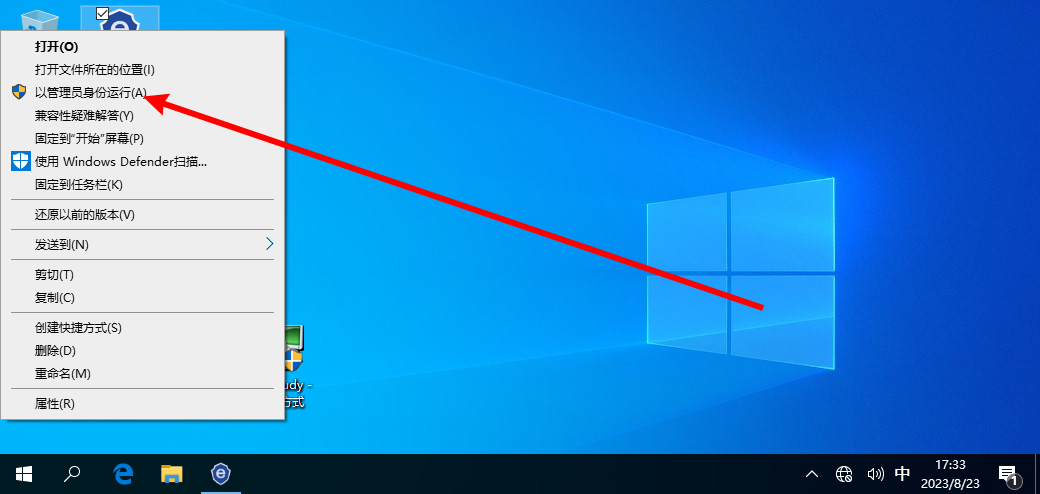 打开(O)
打开文件所在的位置(I)
以管理员身份运行(A)
兼容性疑难解答(Y)
固定到"开始"屏幕(P)
使用 Windows Defender扫描...
固定到任务栏(K)
还原以前的版本(V)
发送到(N)
剪切(T)
复制(C)
创建快捷方式(S)
删除(D)
重命名(M)
属性(R)
udy -
方式
中
17:33
2023/8/23
1